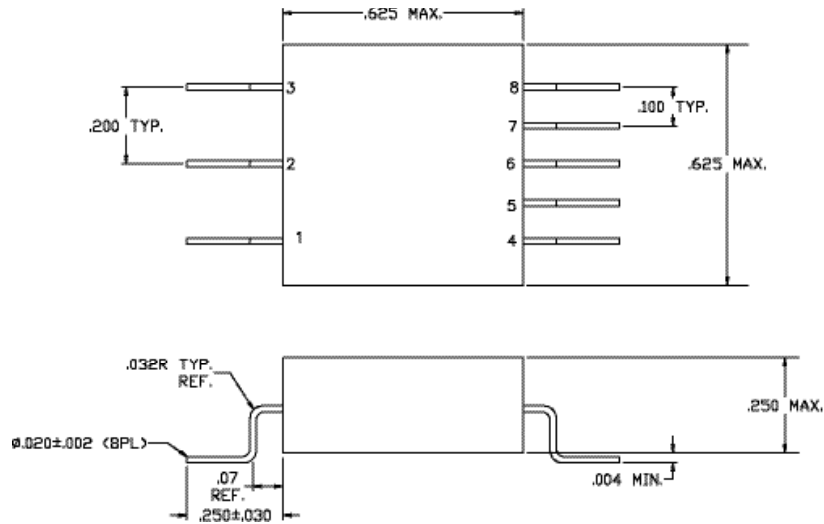 .625 MAX.
3
8
.200 TYP.
.100 TYP.
7
2
6
.625 MAX.
5
1
4
.032R TYP.
REF.
.250 MAX.
ø.020±.002 (8PL)
.07
REF.
.004 MIN.
.250±.030